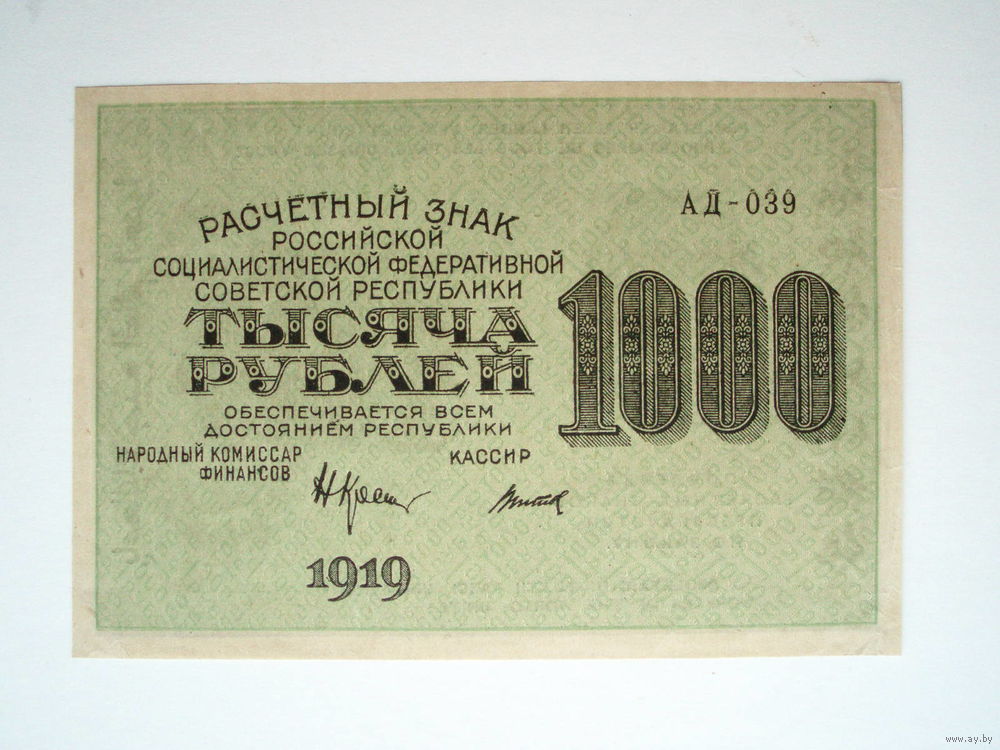 АД-039
РАСЧЕТНЫЙ ЗНАК
РОССИЙСКОЙ
СОЦИАЛИСТИЧЕСКОЙ ФЕДЕРАТИВНОЙ
СОВЕТСКОЙ РЕСПУБЛИКИ
ТЫСЯЧА
РУБЛЕЙ
1000
ОБЕСПЕЧИВАЕТСЯ ВСЕМ
ДОСТОЯНИЕМ РЕСПУБЛИКИ
НАРОДНЫЙ КОМИССАР
ФИНАНСОВ
КАССИР
1919
www.ay.by